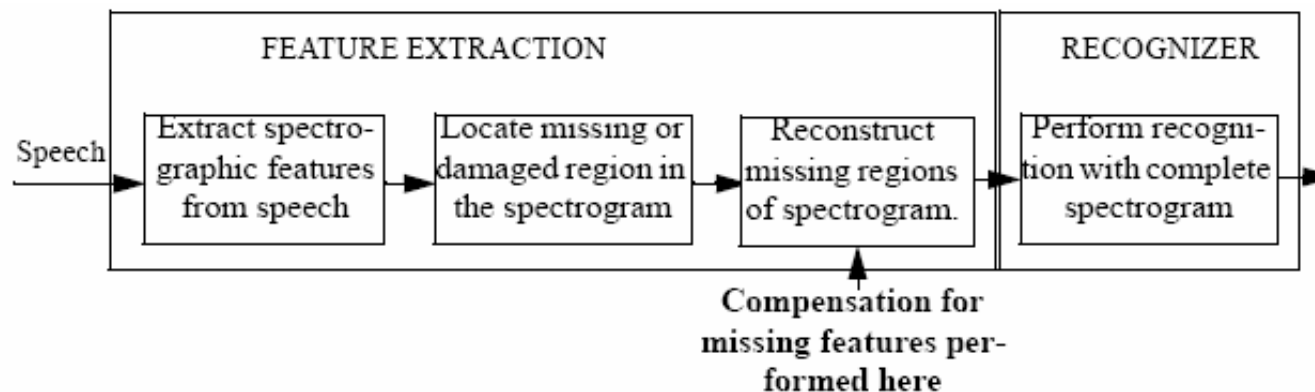 FEATURE EXTRACTION
RECOGNIZER
Speech
Extract spectro-
graphic features
from speech
Locate missing or
damaged region in
the spectrogram
Reconstruct
missing regions
of spectrogram.
Perform recogni-
tion with complete
spectrogram
Compensation for
missing features per-
formed here